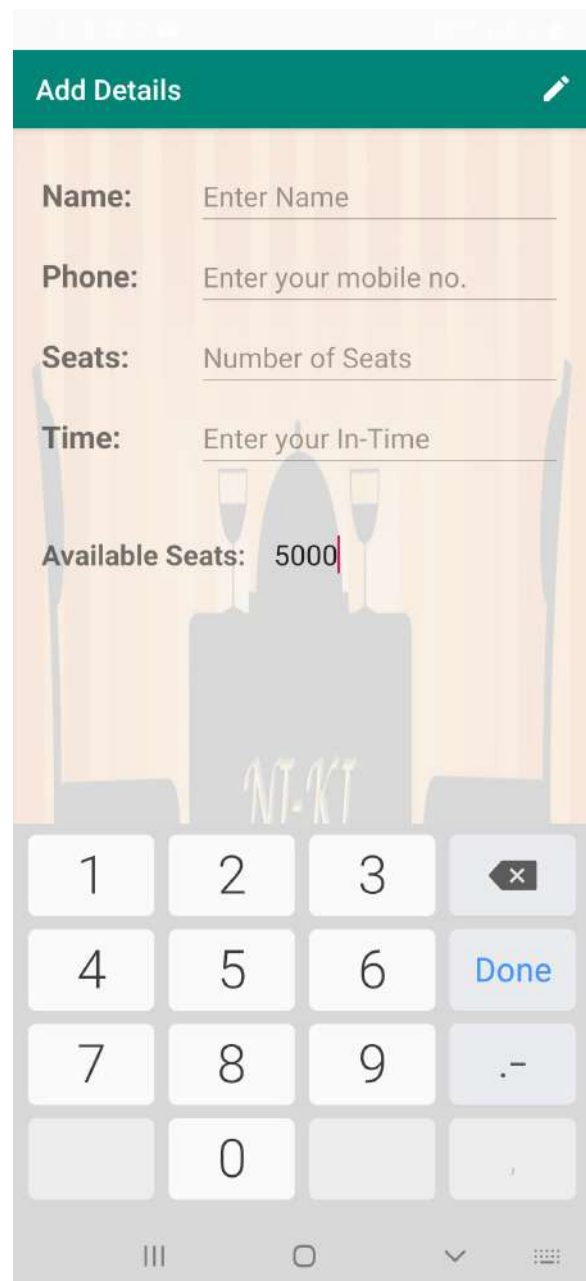 Add Details
Name: Enter Name
Phone: Enter your mobile no.
Seats: Number of Seats
Time: Enter your In-Time
Available Seats: 5000
NT-KT
1 2 3
4 5 6 Done
7 8 9 .-
0 ,